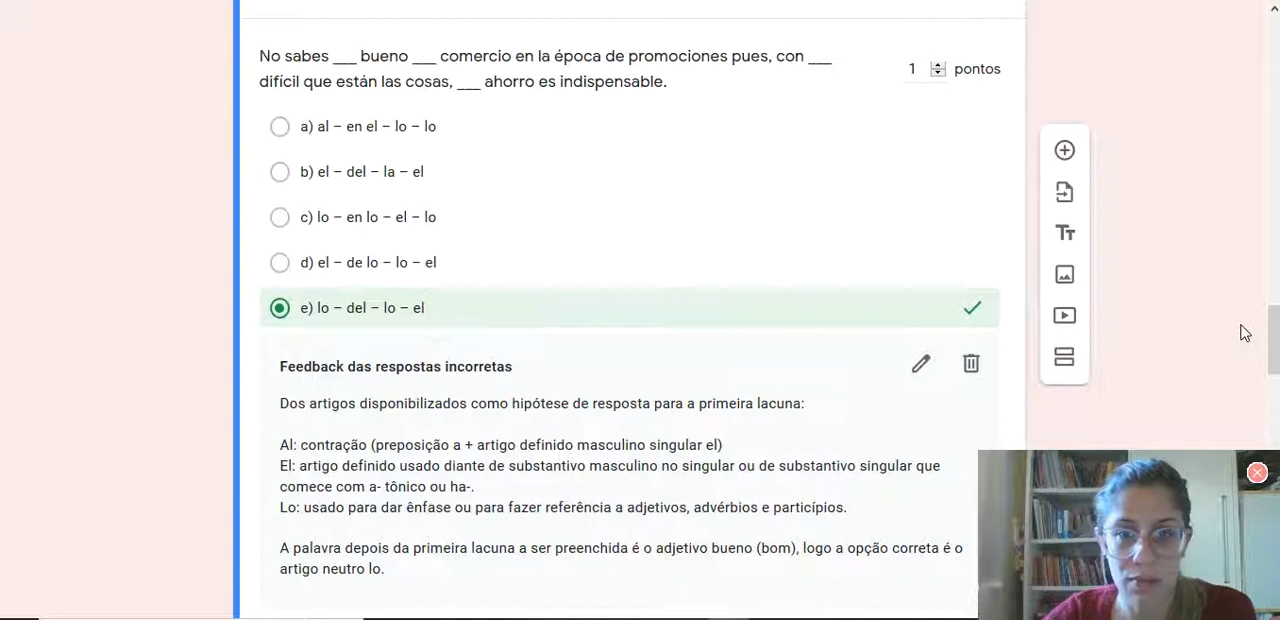 No sabes ___ bueno ___ comercio en la época de promociones pues, con ___
difícil que están las cosas, ___ ahorro es indispensable.
1 pontos
a) al – en el – lo – lo
b) el – del – la – el
c) lo – en lo – el – lo
d) el – de lo – lo – el
e) lo – del – lo – el
Feedback das respostas incorretas
Dos artigos disponibilizados como hipótese de resposta para a primeira lacuna:
Al: contração (preposição a + artigo definido masculino singular el)
El: artigo definido usado diante de substantivo masculino no singular ou de substantivo singular que
comece com a- tônico ou ha-.
Lo: usado para dar ênfase ou para fazer referência a adjetivos, advérbios e particípios.
A palavra depois da primeira lacuna a ser preenchida é o adjetivo bueno (bom), logo a opção correta é o
artigo neutro lo.
Tт